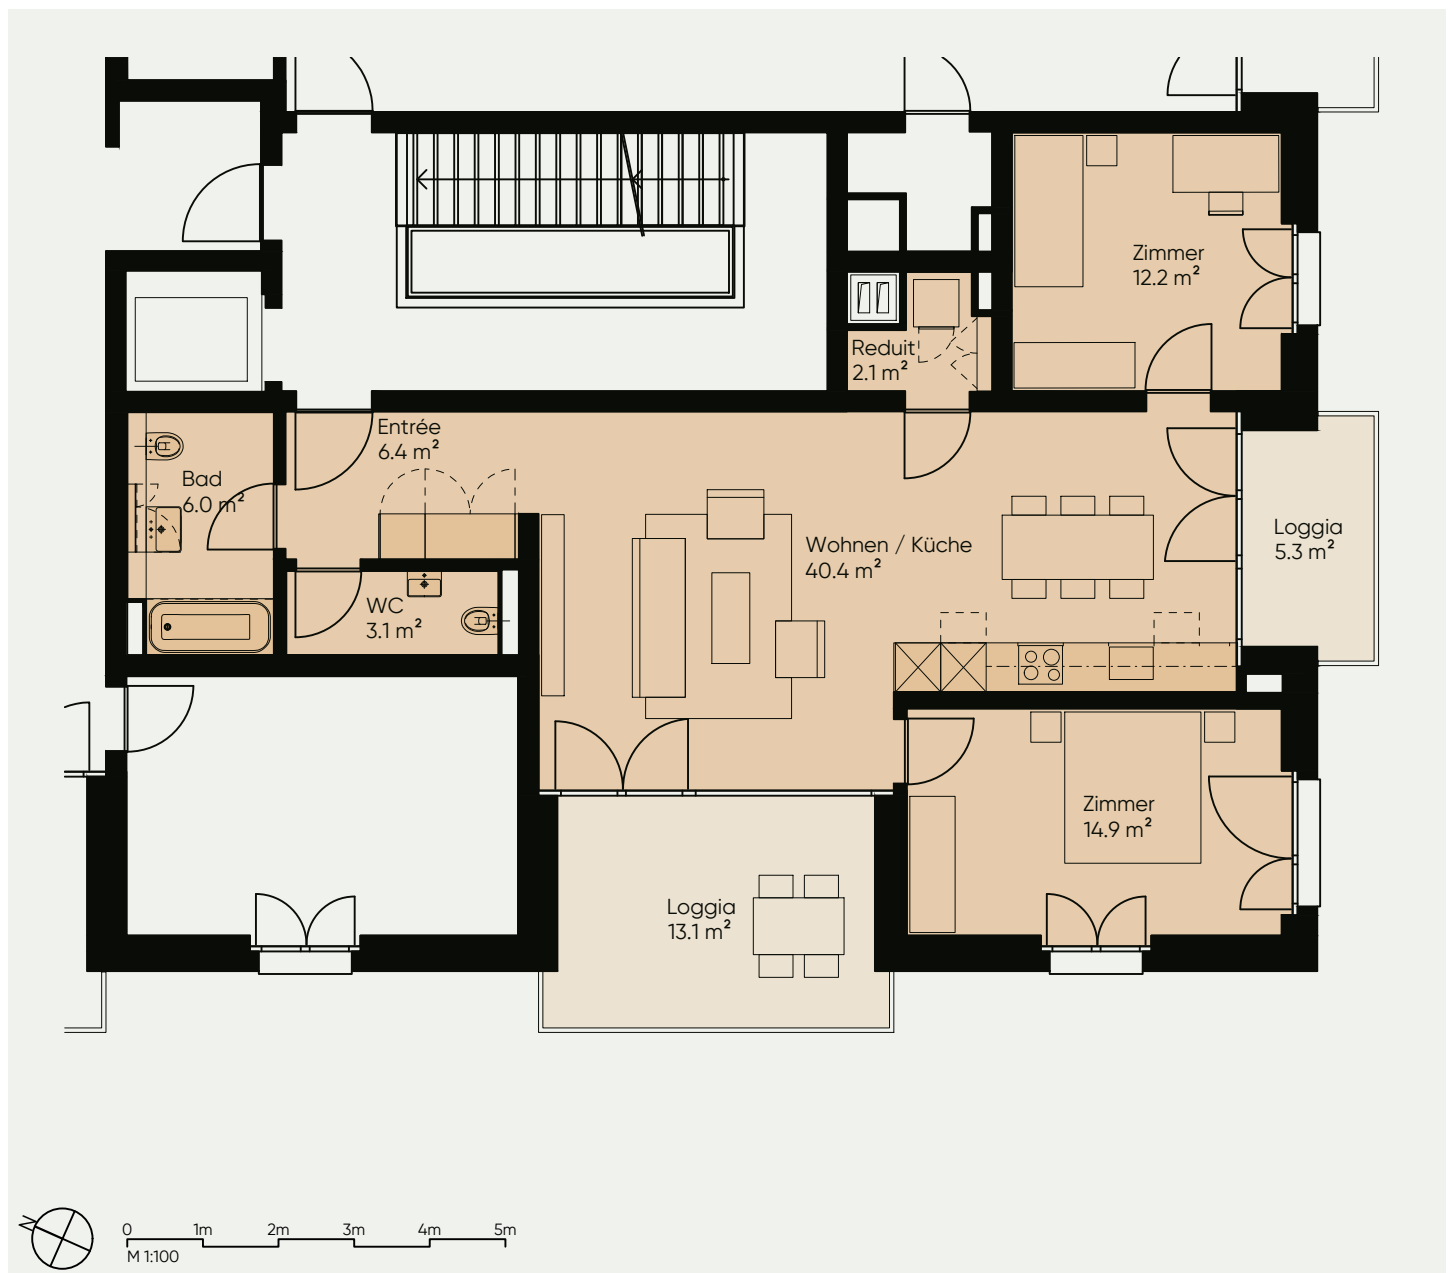 Zimmer
12.2 m²
Reduit
2.1 m²
Entrée
6.4 m²
Bad
6.0 m²
Wohnen / Küche
40.4 m²
Loggia
5.3 m²
WC
3.1 m²
Zimmer
14.9 m²
Loggia
13.1 m²
N
0 1m 2m 3m 4m 5m
M 1:100